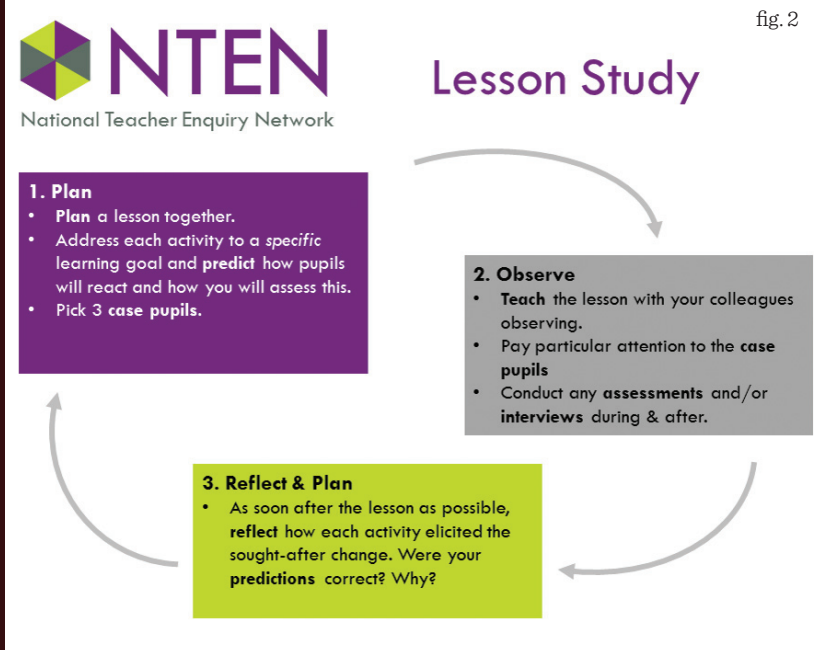 fig. 2
NTEN
National Teacher Enquiry Network
Lesson Study
1. Plan
• Plan a lesson together.
• Address each activity to a specific
learning goal and predict how pupils
will react and how you will assess this.
• Pick 3 case pupils.
2. Observe
• Teach the lesson with your colleagues
observing.
• Pay particular attention to the case
pupils
• Conduct any assessments and/or
interviews during & after.
3. Reflect & Plan
• As soon after the lesson as possible,
reflect how each activity elicited the
sought-after change. Were your
predictions correct? Why?